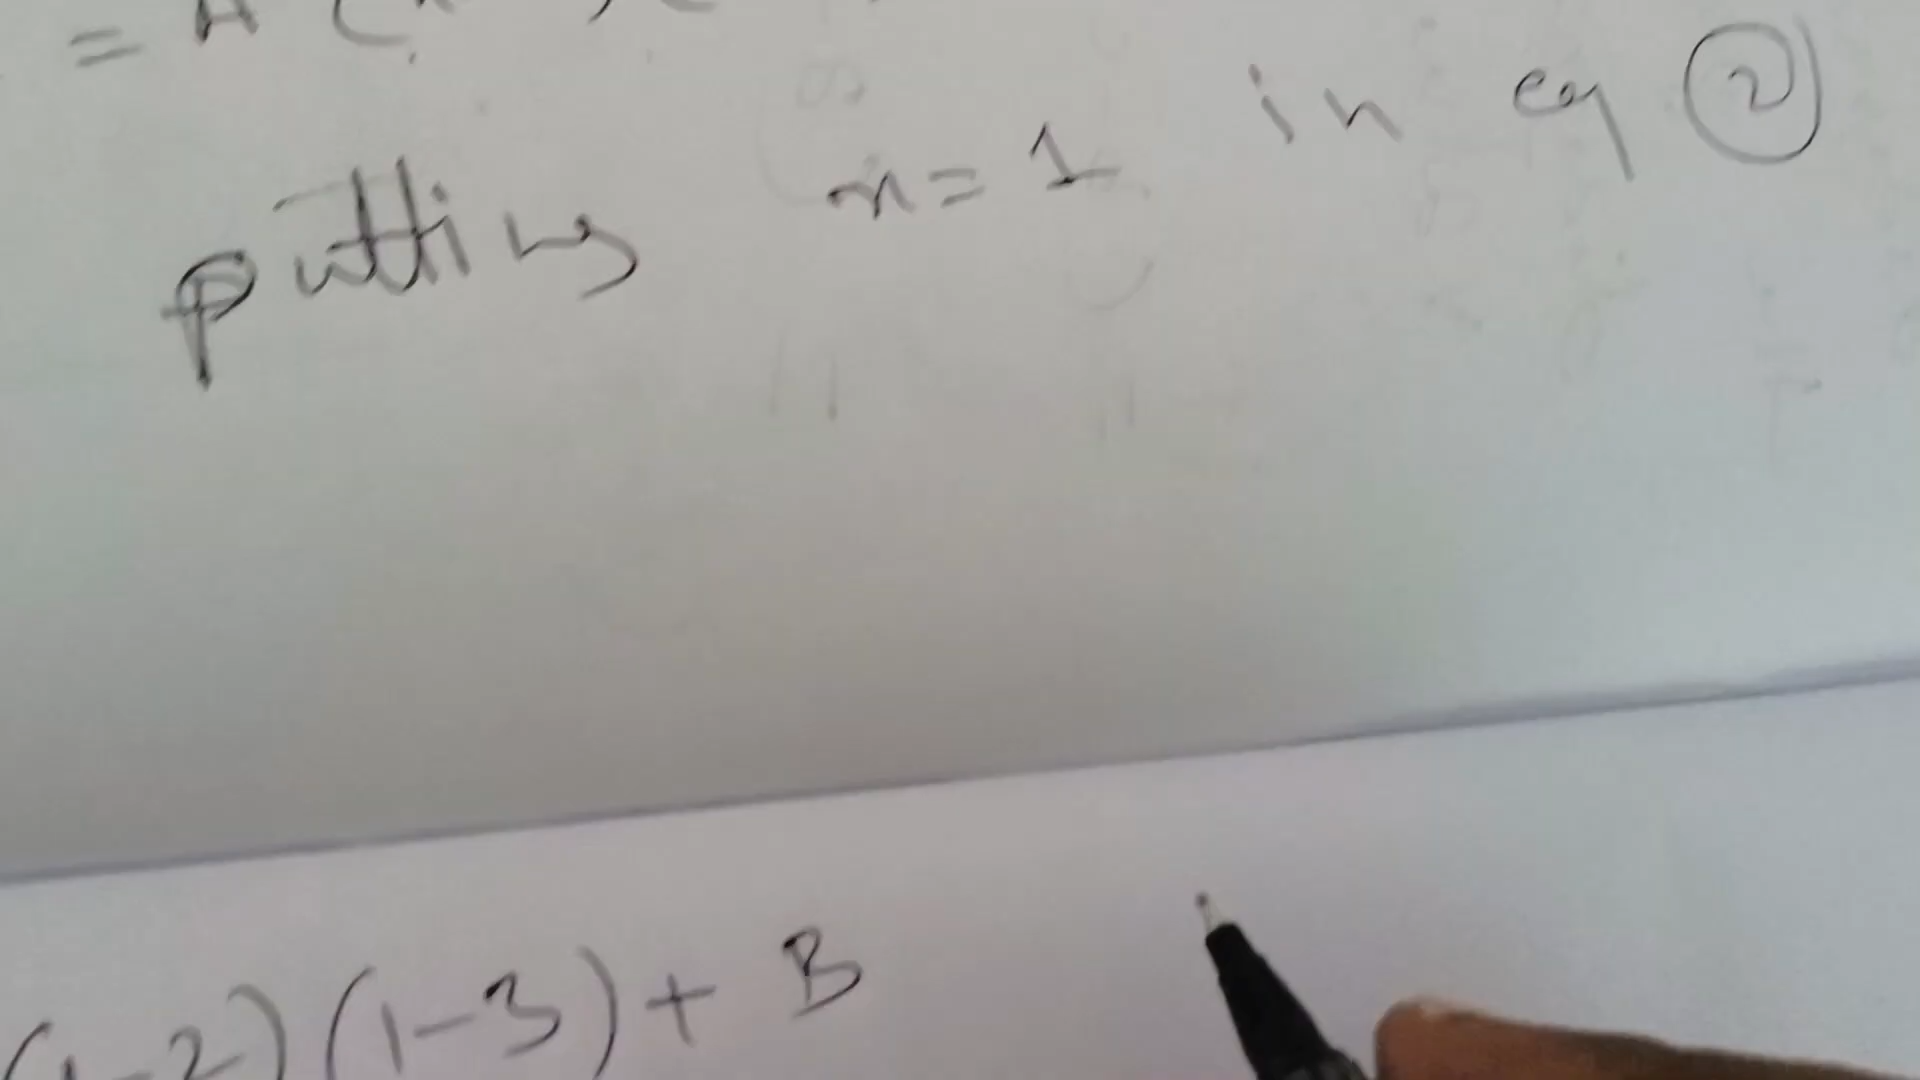 = A (
putting x = 1 in eq ②
(1-2)(1-3) + B